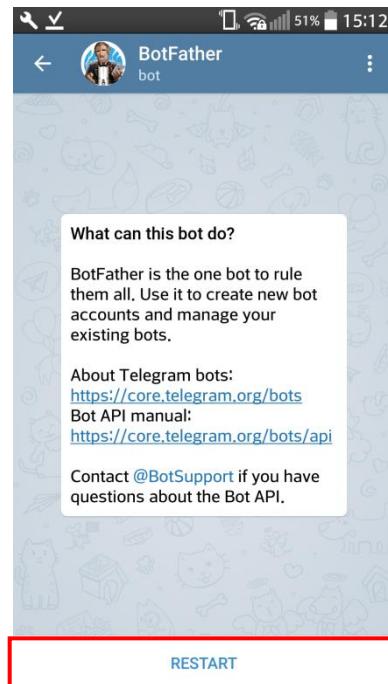 51% 15:12
BotFather
bot
What can this bot do?
BotFather is the one bot to rule
them all. Use it to create new bot
accounts and manage your
existing bots.
About Telegram bots:
https://core.telegram.org/bots
Bot API manual:
https://core.telegram.org/bots/api
Contact @BotSupport if you have
questions about the Bot API.
RESTART